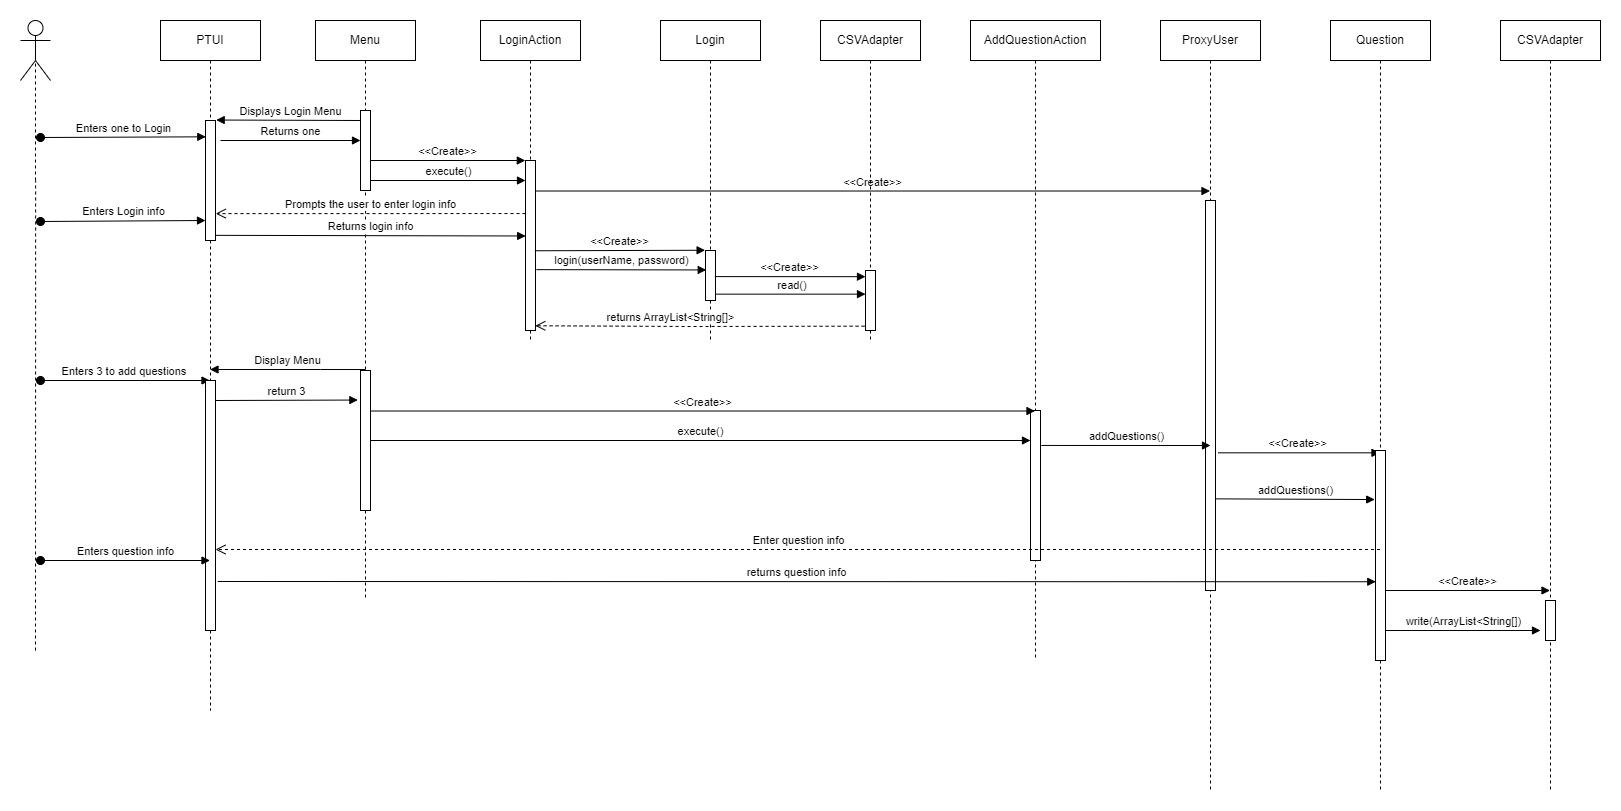 PTUI
Menu
LoginAction
Login
CSVAdapter
AddQuestionAction
ProxyUser
Question
CSVAdapter
Displays Login Menu
Enters one to Login
Returns one
<<Create>>
execute()
<<Create>>
Prompts the user to enter login info
Enters Login info
Returns login info
<<Create>>
login(userName, password)
<<Create>>
read()
returns ArrayList<String[]>
Display Menu
Enters 3 to add questions
return 3
<<Create>>
execute()
addQuestions()
<<Create>>
addQuestions()
Enter question info
Enters question info
returns question info
<<Create>>
write(ArrayList<String[])